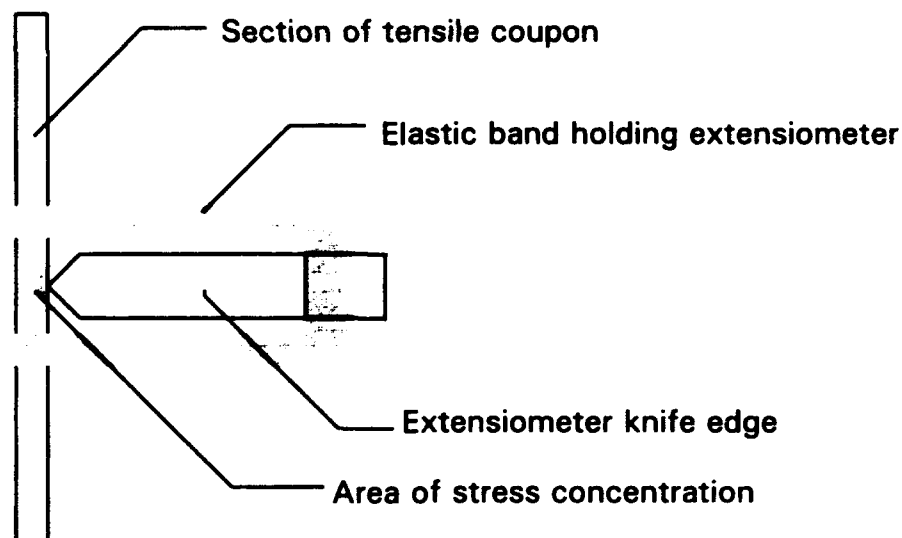 Section of tensile coupon
Elastic band holding extensiometer
Extensiometer knife edge
Area of stress concentration